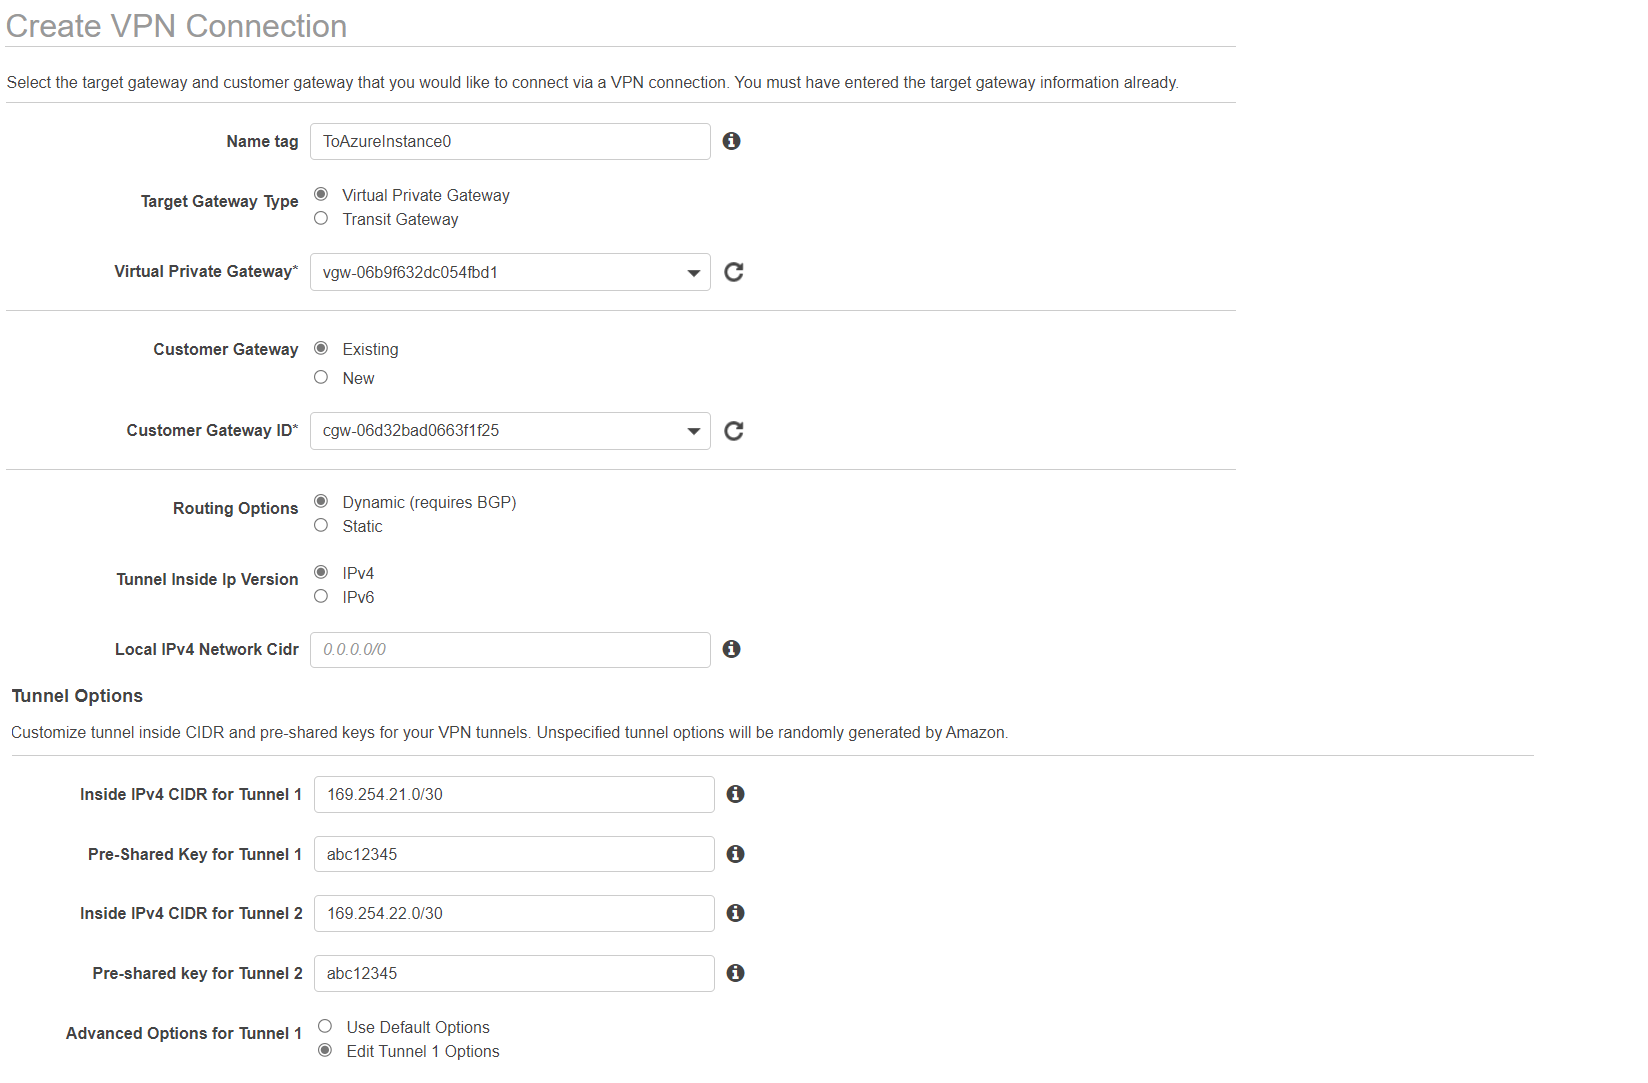 Create VPN Connection
Select the target gateway and customer gateway that you would like to connect via a VPN connection. You must have entered the target gateway information already.
Name tag ToAzureInstance0
Target Gateway Type Virtual Private Gateway
Transit Gateway
Virtual Private Gateway* vgw-06b9f632dc054fbd1
Customer Gateway Existing
New
Customer Gateway ID* cgw-06d32bad0663f1f25
Routing Options Dynamic (requires BGP)
Static
Tunnel Inside Ip Version IPv4
IPv6
Local IPv4 Network Cidr 0.0.0.0/0
Tunnel Options
Customize tunnel inside CIDR and pre-shared keys for your VPN tunnels. Unspecified tunnel options will be randomly generated by Amazon.
Inside IPv4 CIDR for Tunnel 1 169.254.21.0/30
Pre-Shared Key for Tunnel 1 abc12345
Inside IPv4 CIDR for Tunnel 2 169.254.22.0/30
Pre-shared key for Tunnel 2 abc12345
Advanced Options for Tunnel 1 Use Default Options
Edit Tunnel 1 Options